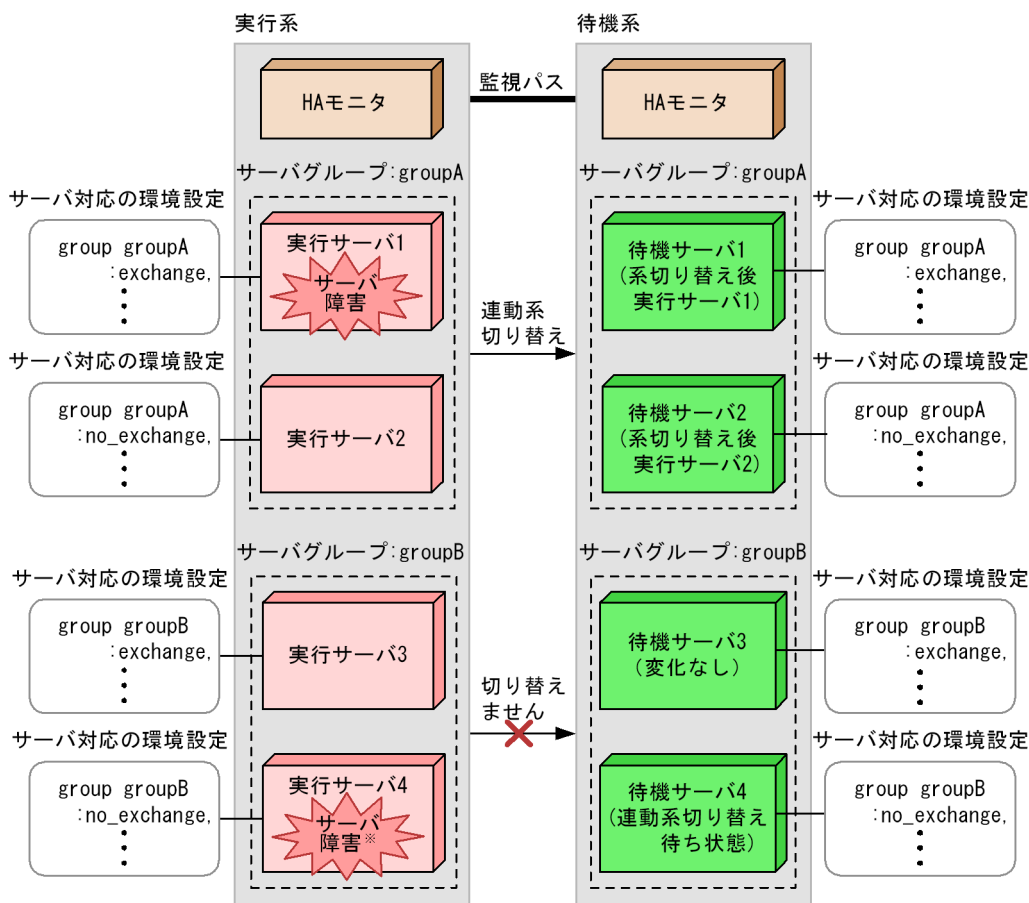 実行系
待機系
HAモニタ
監視パス
HAモニタ
サーバグループ:groupA
サーバグループ:groupA
サーバ対応の環境設定
group groupA
:exchange,
実行サーバ1
サーバ
障害
連動系
切り替え
待機サーバ1
(系切り替え後
実行サーバ1)
サーバ対応の環境設定
group groupA
:exchange,
サーバ対応の環境設定
group groupA
:no_exchange,
実行サーバ2
待機サーバ2
(系切り替え後
実行サーバ2)
サーバ対応の環境設定
group groupA
:no_exchange,
サーバグループ:groupB
サーバグループ:groupB
サーバ対応の環境設定
group groupB
:exchange,
実行サーバ3
切り替え
ません
待機サーバ3
(変化なし)
サーバ対応の環境設定
group groupB
:exchange,
サーバ対応の環境設定
group groupB
:no_exchange,
実行サーバ4
サーバ
障害※
待機サーバ4
(連動系切り替え
待ち状態)
サーバ対応の環境設定
group groupB
:no_exchange,